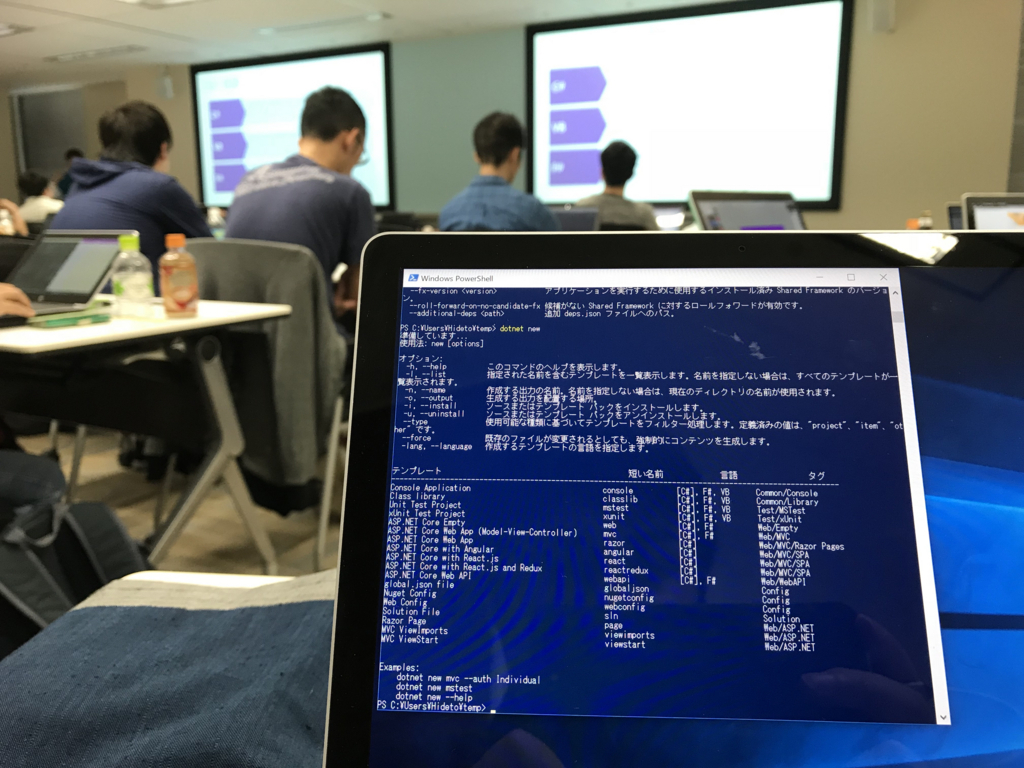 Windows PowerShell
--fx-version <version> アプリケーションを実行するために使用するインストール済み Shared Framework のバージョン。
--roll-forward-on-no-candidate-fx 候補がない Shared Framework に対するロールフォワードが有効です。
--additional-deps <path> 追加 deps.json ファイルへのパス。
PS C:¥Users¥Hideto¥temp> dotnet new
準備しています...
使用法: new [options]
オプション:
-h, --help このコマンドのヘルプを表示します。
-l, --list 指定された名前を含むテンプレートを一覧表示します。名前を指定しない場合は、すべてのテンプレートが一
覧表示されます。
-n, --name 作成する出力の名前。名前を指定しない場合は、現在のディレクトリの名前が使用されます。
-o, --output 生成する出力を配置する場所。
-i, --install ソースまたはテンプレート パックをインストールします。
-u, --uninstall ソースまたはテンプレート パックをアンインストールします。
--type 使用可能な種類に基づいてテンプレートをフィルター処理します。定義済みの値は、"project"、"item"、"ot
her" です。
--force 既存のファイルが変更されるとしても、強制的にコンテンツを生成します。
-lang, --language 作成するテンプレートの言語を指定します。
テンプレート 短い名前 言語 タグ
Console Application console [C#], F#, VB Common/Console
Class library classlib [C#], F#, VB Common/Library
Unit Test Project mstest [C#], F#, VB Test/MSTest
xUnit Test Project xunit [C#], F#, VB Test/xUnit
ASP.NET Core Empty web [C#], F# Web/Empty
ASP.NET Core Web App (Model-View-Controller) mvc [C#], F# Web/MVC
ASP.NET Core Web App razor [C#] Web/MVC/Razor Pages
ASP.NET Core with Angular angular [C#] Web/MVC/SPA
ASP.NET Core with React.js react [C#] Web/MVC/SPA
ASP.NET Core with React.js and Redux reactredux [C#] Web/MVC/SPA
ASP.NET Core Web API webapi [C#], F# Web/WebAPI
global.json file globaljson Config
Nuget Config nugetconfig Config
Web Config webconfig Config
Solution File sln Solution
Razor Page page Web/ASP.NET
MVC ViewImports viewimports Web/ASP.NET
MVC ViewStart viewstart Web/ASP.NET
Examples:
dotnet new mvc --auth Individual
dotnet new mstest
dotnet new --help
PS C:¥Users¥Hideto¥temp>